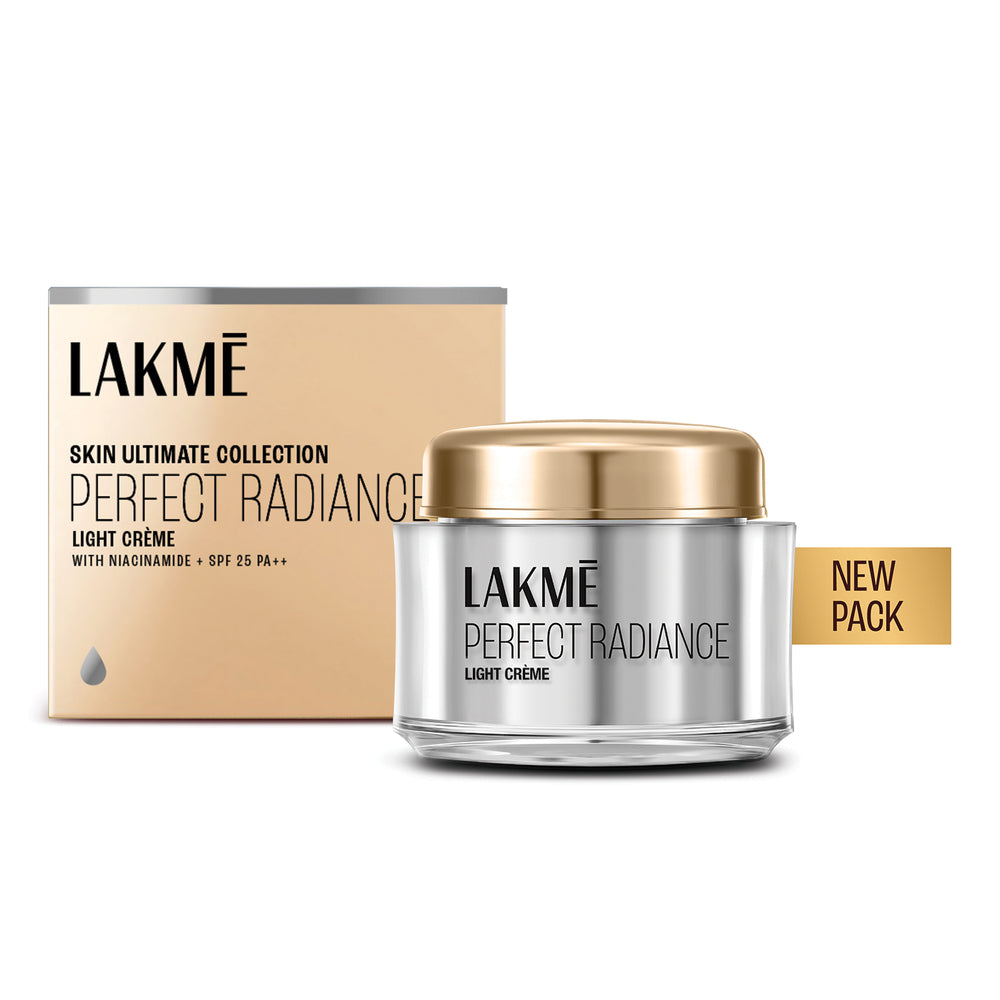 LAKMĒ
SKIN ULTIMATE COLLECTION
PERFECT RADIANCE
LIGHT CRÈME
WITH NIACINAMIDE + SPF 25 PA++
LAKMĒ
PERFECT RADIANCE
LIGHT CRÈME
NEW
PACK